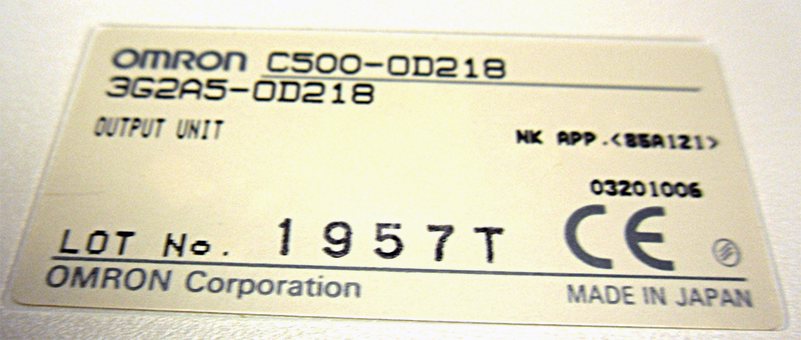 OMRON C500-OD218
3G2A5-OD218
OUTPUT UNIT
NK APP.<85A121>
03201006
LOT No. 1957T CE
OMRON Corporation
MADE IN JAPAN